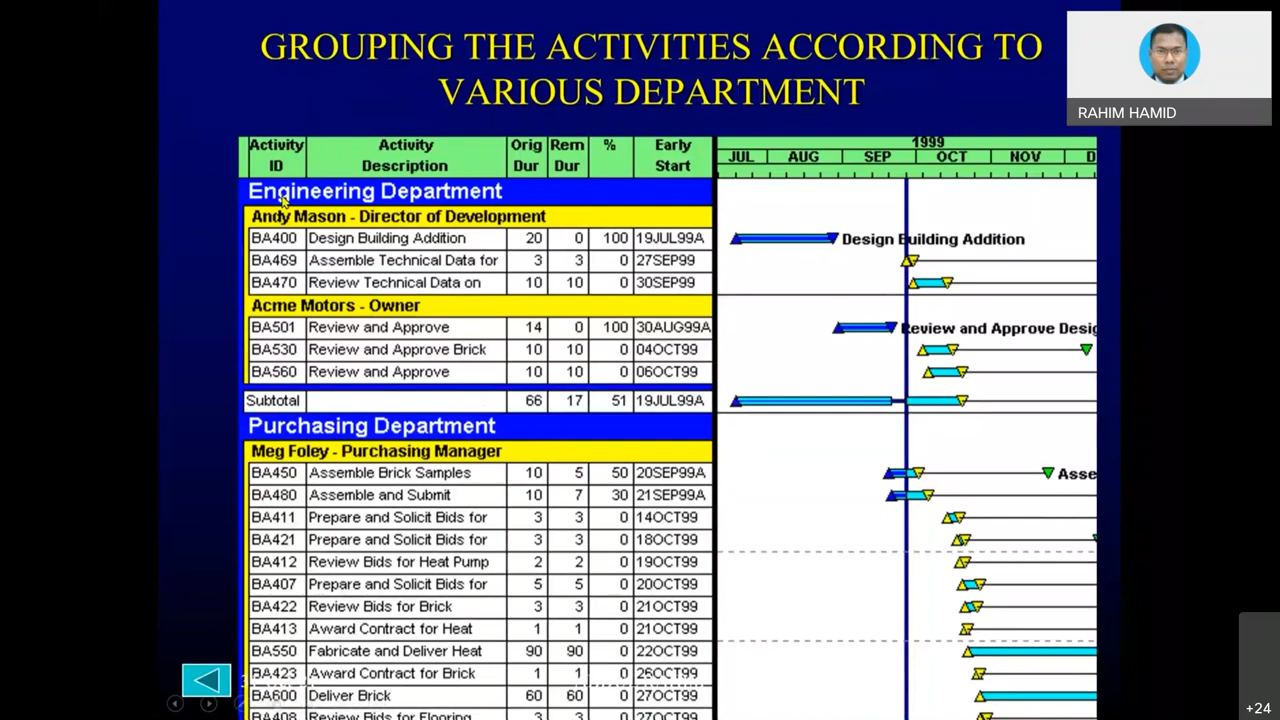 GROUPING THE ACTIVITIES ACCORDING TO
VARIOUS DEPARTMENT
RAHIM HAMID
Activity ID Activity Description Orig Dur Rem Dur % Early Start 1999
JUL AUG SEP OCT NOV D
Engineering Department
Andy Mason - Director of Development
BA400 Design Building Addition 20 0 100 19JUL99A Design Building Addition
BA469 Assemble Technical Data for 3 3 0 27SEP99
BA470 Review Technical Data on 10 10 0 30SEP99
Acme Motors - Owner
BA501 Review and Approve 14 0 100 30AUG99A Review and Approve Desig
BA530 Review and Approve Brick 10 10 0 04OCT99
BA560 Review and Approve 10 10 0 06OCT99
Subtotal 66 17 51 19JUL99A
Purchasing Department
Meg Foley - Purchasing Manager
BA450 Assemble Brick Samples 10 5 50 20SEP99A Asse
BA480 Assemble and Submit 10 7 30 21SEP99A
BA411 Prepare and Solicit Bids for 3 3 0 14OCT99
BA421 Prepare and Solicit Bids for 3 3 0 18OCT99
BA412 Review Bids for Heat Pump 2 2 0 19OCT99
BA407 Prepare and Solicit Bids for 5 5 0 20OCT99
BA422 Review Bids for Brick 3 3 0 21OCT99
BA413 Award Contract for Heat 1 1 0 21OCT99
BA550 Fabricate and Deliver Heat 90 90 0 22OCT99
BA423 Award Contract for Brick 1 1 0 26OCT99
BA600 Deliver Brick 60 60 0 27OCT99
BA408 Review Bids for Flooring 3 3 0 27OCT99
+24